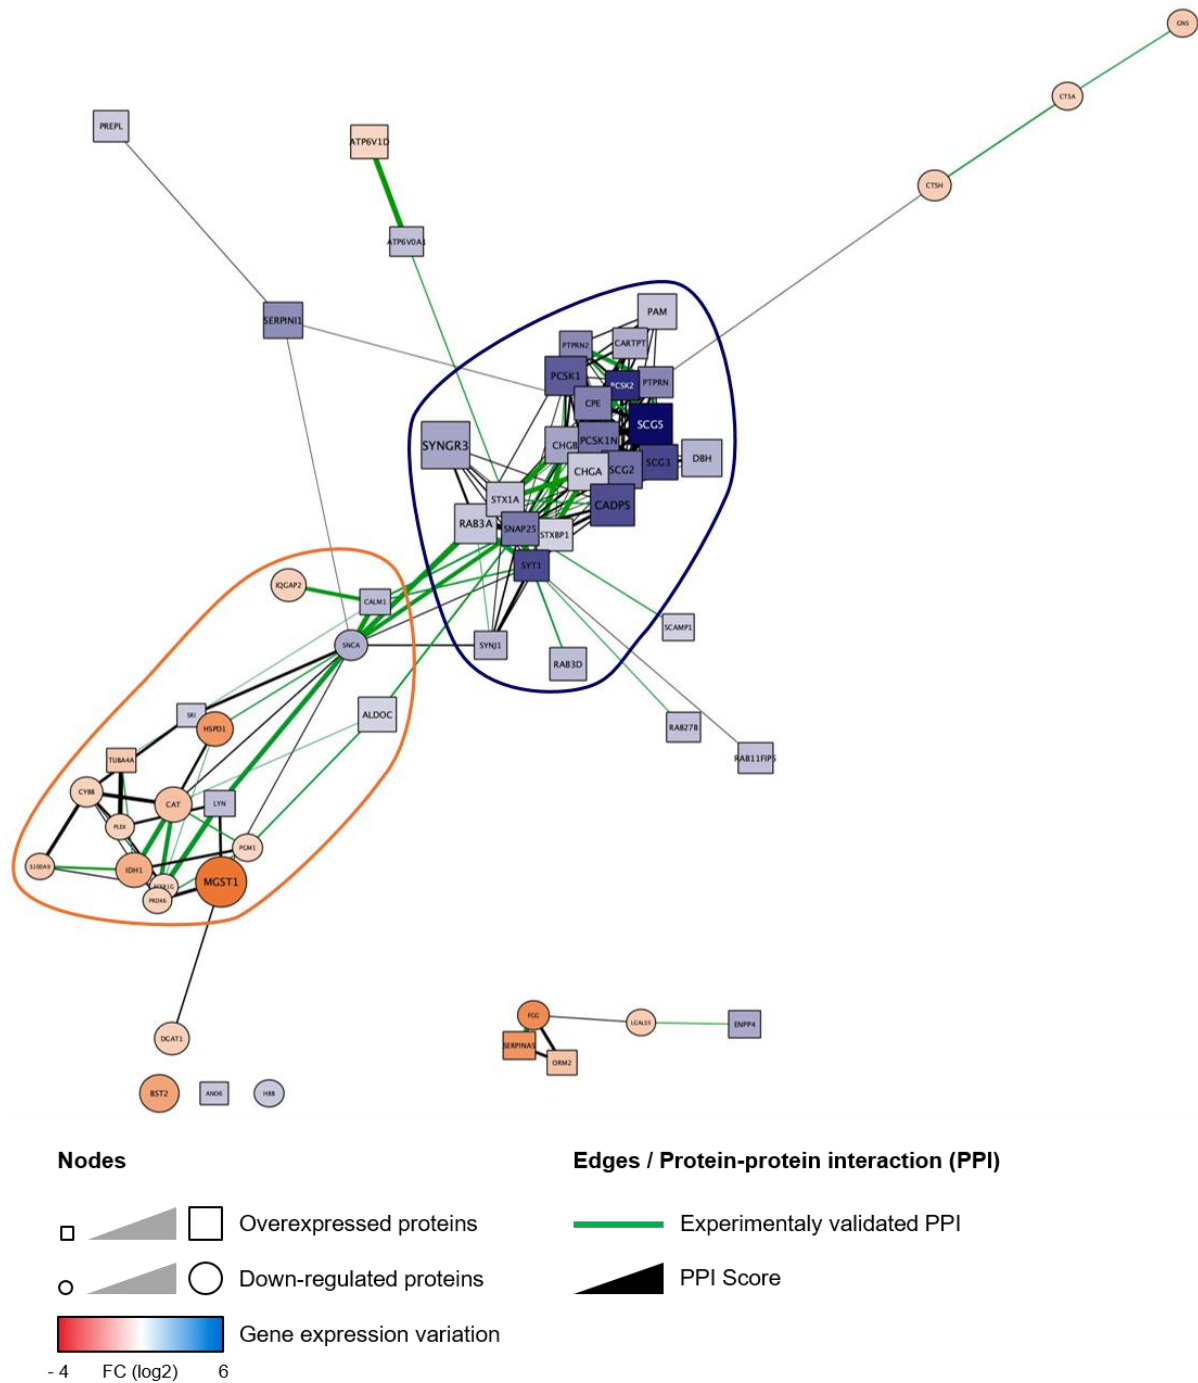 GNS
CTSA
PREPL
ATP6V1D
CTSH
ATP6V0A1
PAM
SERPINI1
PTPRN2
CARTPT
PCSK1
PCSK2
PTPRN
CPE
SCG5
SYNGR3
CHGB
PCSK1N
CHGA
SCG2
SCG3
DBH
STX1A
CADPS
RAB3A
SNAP25
STXBP1
SYT1
IQGAP2
CALM1
SCAMP1
SNCA
SYNJ1
RAB3D
SRI
ALDOC
HSPD1
RAB27B
RAB11FIP5
TUBA4A
CYBB
CAT
LYN
PLEK
PGM1
S100A9
IDH1
MGST1
PRDX6
FGG
LGALS3
ENPP4
DGAT1
SERPINA5
ORM2
BST2
ANO6
HBB
Nodes
Edges / Protein-protein interaction (PPI)
Overexpressed proteins
Experimentaly validated PPI
Down-regulated proteins
PPI Score
Gene expression variation
- 4 FC (log2) 6